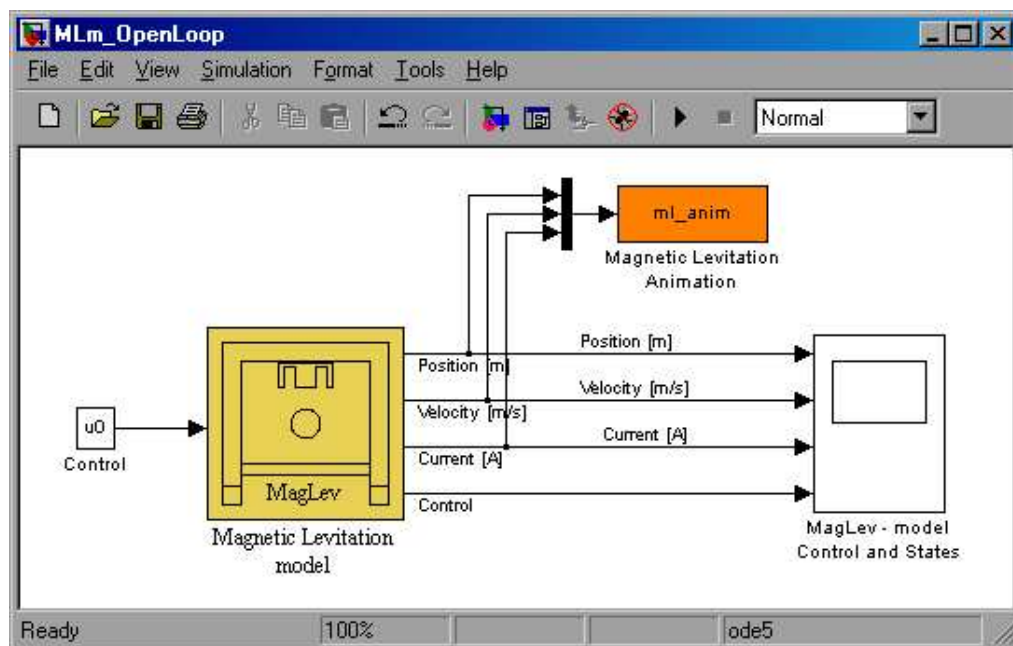 MLm_OpenLoop
File Edit View Simulation Format Tools Help
Normal
ml_anim
Magnetic Levitation
Animation
Position [m]
Position [m]
Velocity [m/s]
Velocity [m/s]
u0
Current [A]
Control
Current [A]
MagLev
Control
Magnetic Levitation
model
MagLev - model
Control and States
Ready 100% ode5